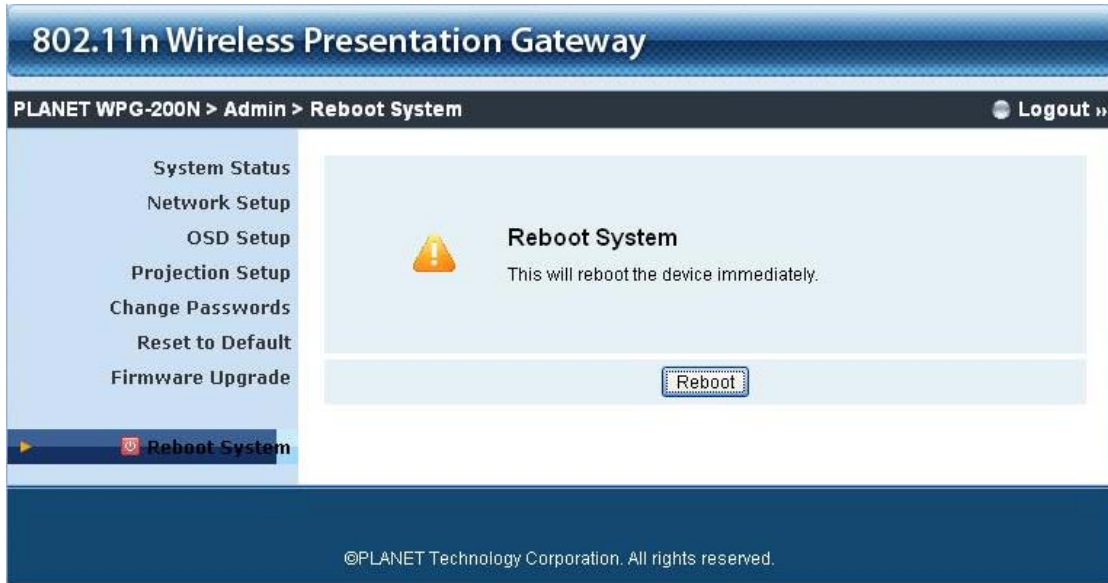 802.11n Wireless Presentation Gateway
PLANET WPG-200N > Admin > Reboot System
Logout »
System Status
Network Setup
OSD Setup
Projection Setup
Change Passwords
Reset to Default
Firmware Upgrade
Reboot System
Reboot System
This will reboot the device immediately.
Reboot
©PLANET Technology Corporation. All rights reserved.